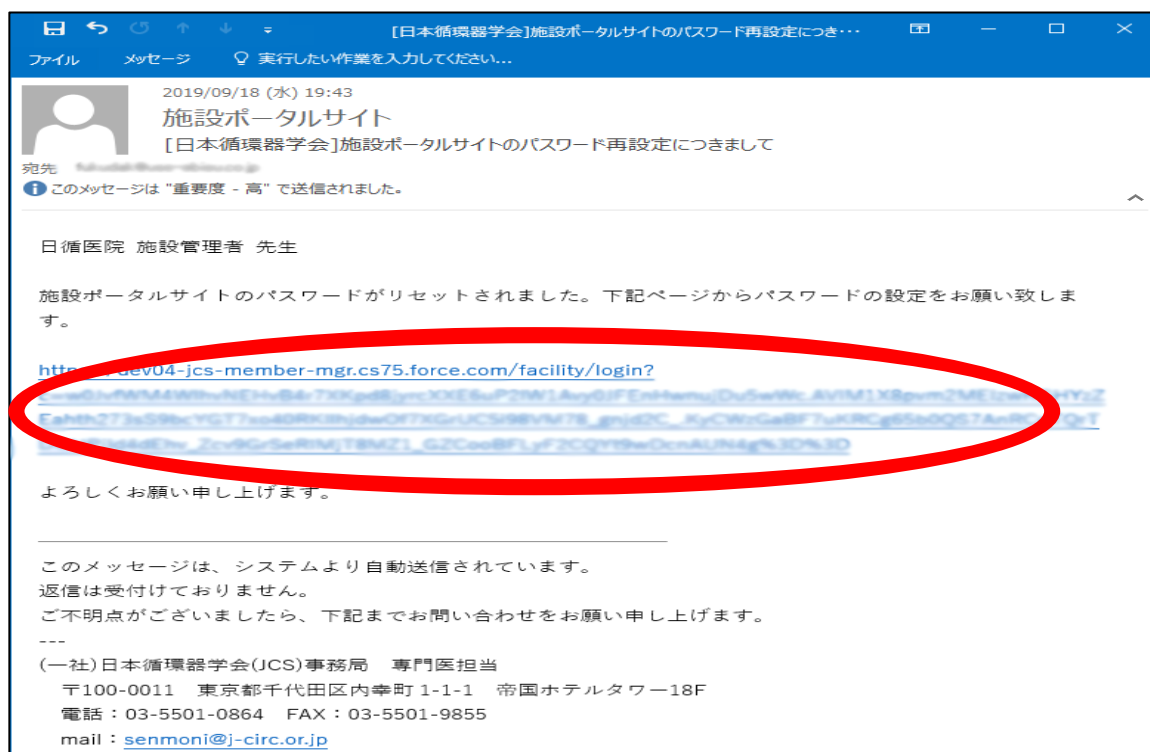 [日本循環器学会]施設ポータルサイトのパスワード再設定につき…
ファイル メッセージ 実行したい作業を入力してください...
2019/09/18 (水) 19:43
施設ポータルサイト
[日本循環器学会]施設ポータルサイトのパスワード再設定につきまして
宛先
このメッセージは "重要度 - 高" で送信されました。
日循医院 施設管理者 先生
施設ポータルサイトのパスワードがリセットされました。下記ページからパスワードの設定をお願い致しま
す。
dev04-jcs-member-mgr.cs75.force.com/facility/login?
よろしくお願い申し上げます。
このメッセージは、システムより自動送信されています。
返信は受付けておりません。
ご不明点がございましたら、下記までお問い合わせをお願い申し上げます。
---
(一社)日本循環器学会(JCS)事務局 専門医担当
〒100-0011 東京都千代田区内幸町1-1-1 帝国ホテルタワー18F
電話:03-5501-0864 FAX:03-5501-9855
mail:senmoni@j-circ.or.jp